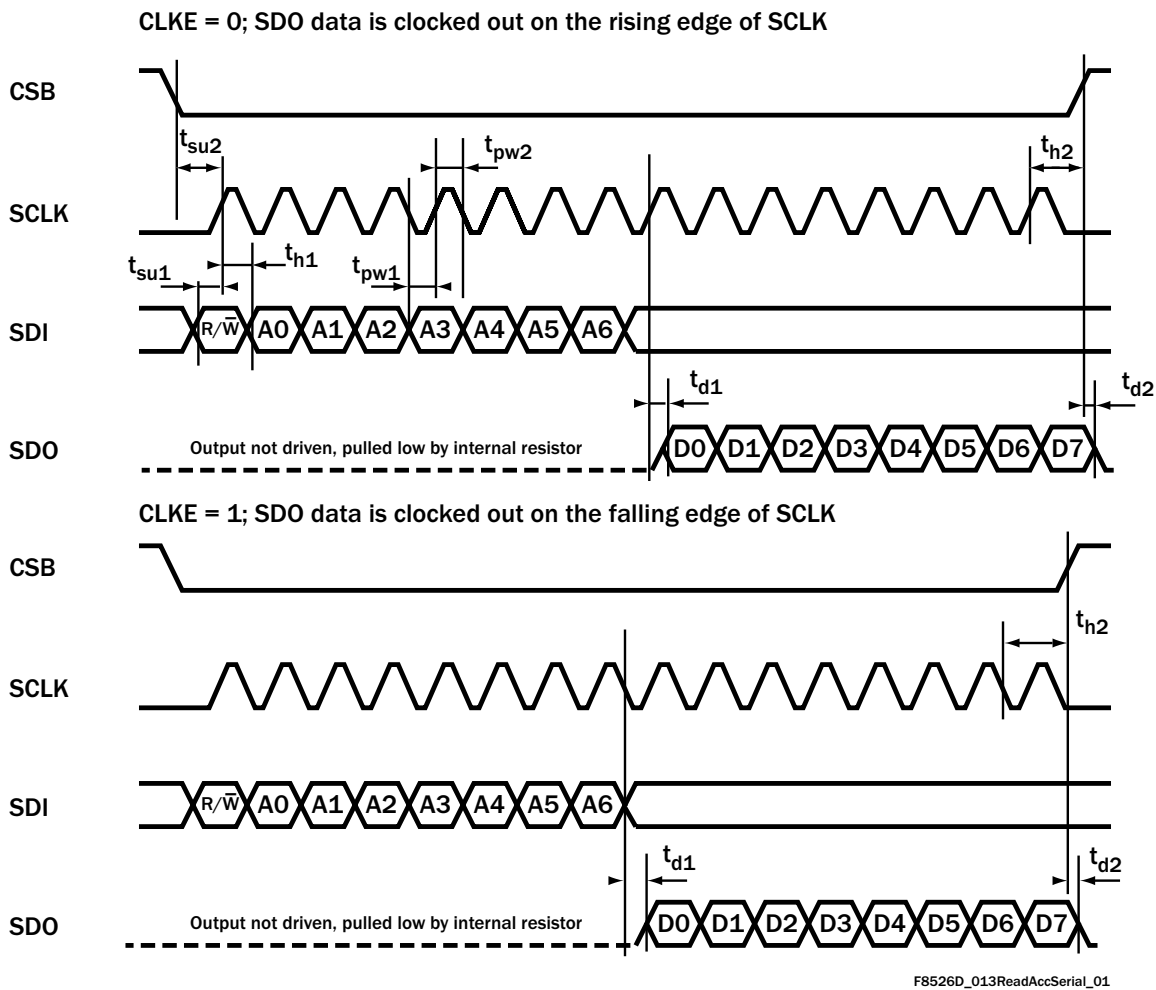 CLKE = 0; SDO data is clocked out on the rising edge of SCLK
CSB
tsu2
tpw2
th2
SCLK
tsu1
th1
tpw1
SDI
R/W̅ A0 A1 A2 A3 A4 A5 A6
td1
td2
SDO
Output not driven, pulled low by internal resistor
D0 D1 D2 D3 D4 D5 D6 D7
CLKE = 1; SDO data is clocked out on the falling edge of SCLK
CSB
th2
SCLK
SDI
R/W̅ A0 A1 A2 A3 A4 A5 A6
td1
td2
SDO
Output not driven, pulled low by internal resistor
D0 D1 D2 D3 D4 D5 D6 D7
F8526D_013ReadAccSerial_01